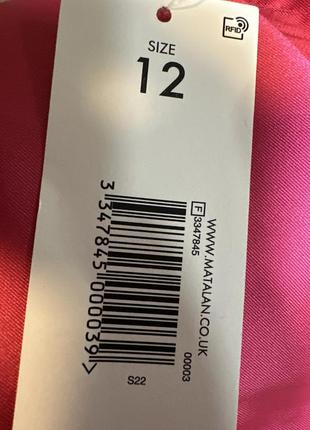 RFID
SIZE
12
3 347845 000039>
F 3347845
WWW.MATALAN.CO.UK
00003
S22